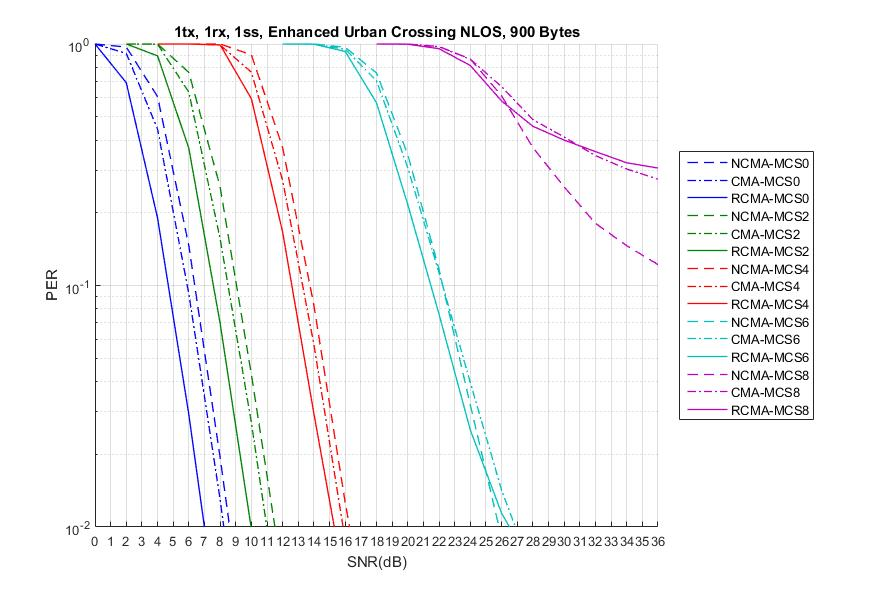 1tx, 1rx, 1ss, Enhanced Urban Crossing NLOS, 900 Bytes
10^0
10^-1
10^-2
PER
0 1 2 3 4 5 6 7 8 9 10 11 12 13 14 15 16 17 18 19 20 21 22 23 24 25 26 27 28 29 30 31 32 33 34 35 36
SNR(dB)
NCMA-MCS0
CMA-MCS0
RCMA-MCS0
NCMA-MCS2
CMA-MCS2
RCMA-MCS2
NCMA-MCS4
CMA-MCS4
RCMA-MCS4
NCMA-MCS6
CMA-MCS6
RCMA-MCS6
NCMA-MCS8
CMA-MCS8
RCMA-MCS8